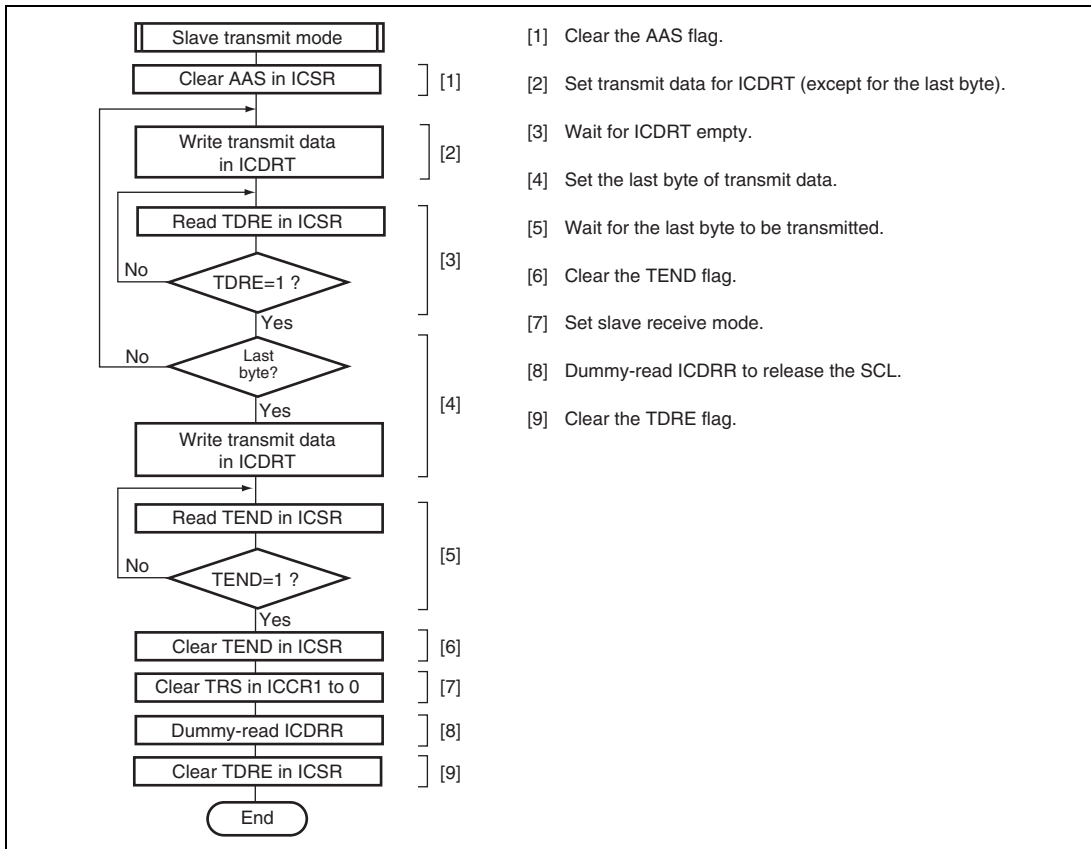 Slave transmit mode
Clear AAS in ICSR
[1]
Write transmit data
in ICDRT
[2]
Read TDRE in ICSR
[3]
No
TDRE=1 ?
Yes
No
Last
byte?
[4]
Yes
Write transmit data
in ICDRT
Read TEND in ICSR
[5]
No
TEND=1 ?
Yes
Clear TEND in ICSR
[6]
Clear TRS in ICCR1 to 0
[7]
Dummy-read ICDRR
[8]
Clear TDRE in ICSR
[9]
End
[1] Clear the AAS flag.
[2] Set transmit data for ICDRT (except for the last byte).
[3] Wait for ICDRT empty.
[4] Set the last byte of transmit data.
[5] Wait for the last byte to be transmitted.
[6] Clear the TEND flag.
[7] Set slave receive mode.
[8] Dummy-read ICDRR to release the SCL.
[9] Clear the TDRE flag.